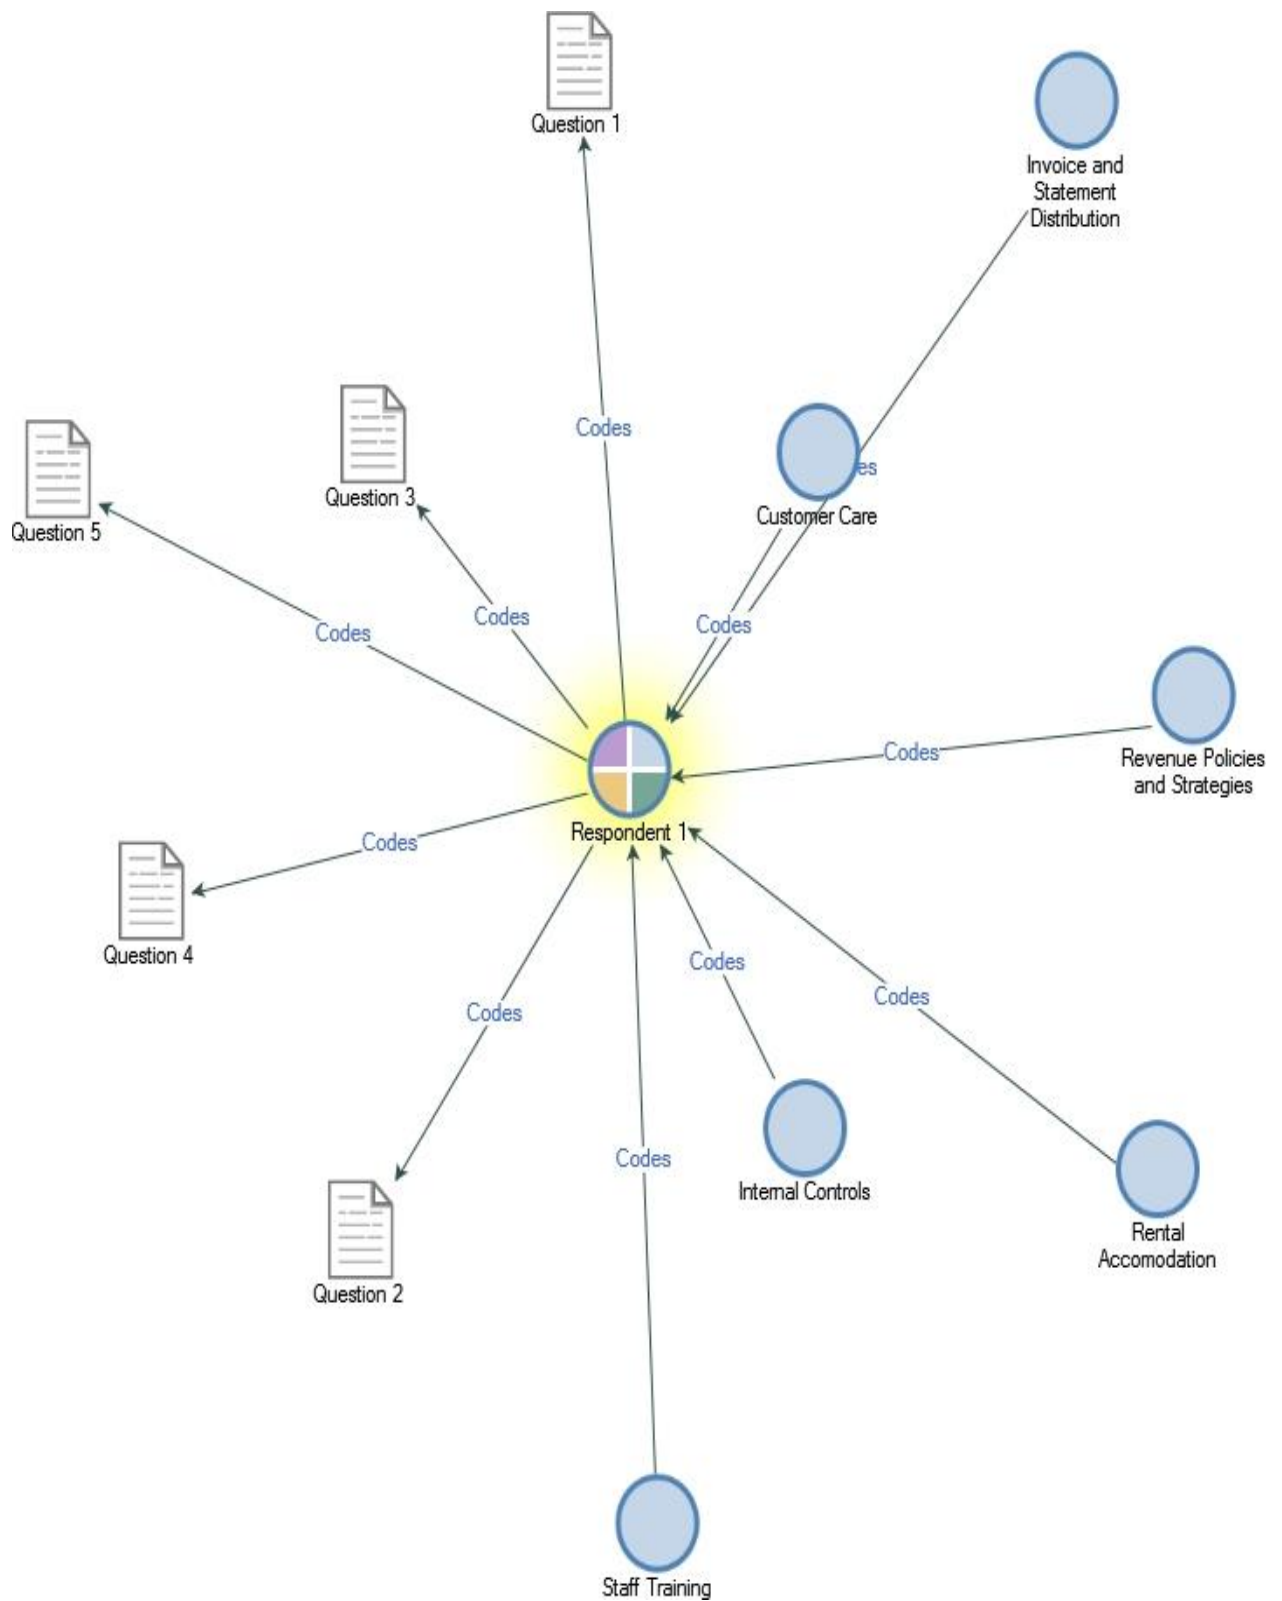 Question 1
Invoice and
Statement
Distribution
Codes
es
Question 3
Customer Care
Question 5
Codes
Codes
Codes
Codes
Revenue Policies
and Strategies
Respondent 1
Codes
Question 4
Codes
Codes
Codes
Codes
Internal Controls
Rental
Accomodation
Question 2
Staff Training